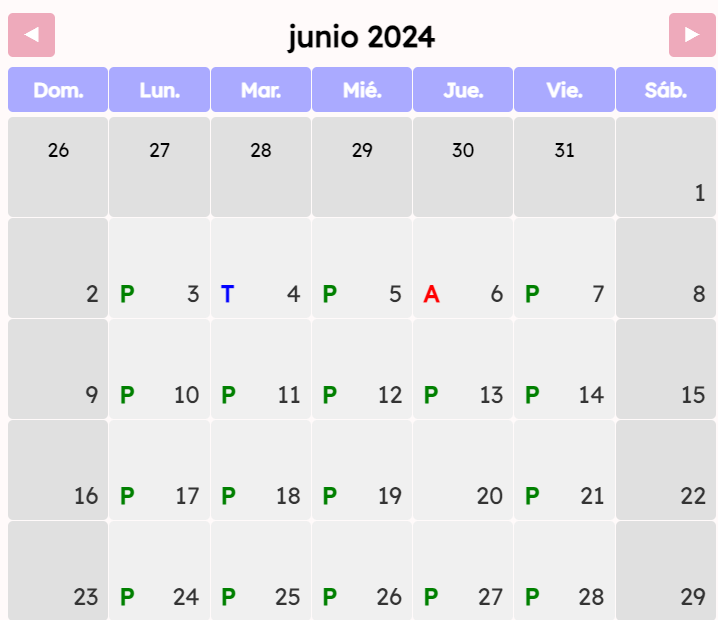 ◄ junio 2024 ►
Dom. Lun. Mar. Mié. Jue. Vie. Sáb.
26 27 28 29 30 31 1
2 P 3 T 4 P 5 A 6 P 7 8
9 P 10 P 11 P 12 P 13 P 14 15
16 P 17 P 18 P 19 20 P 21 22
23 P 24 P 25 P 26 P 27 P 28 29